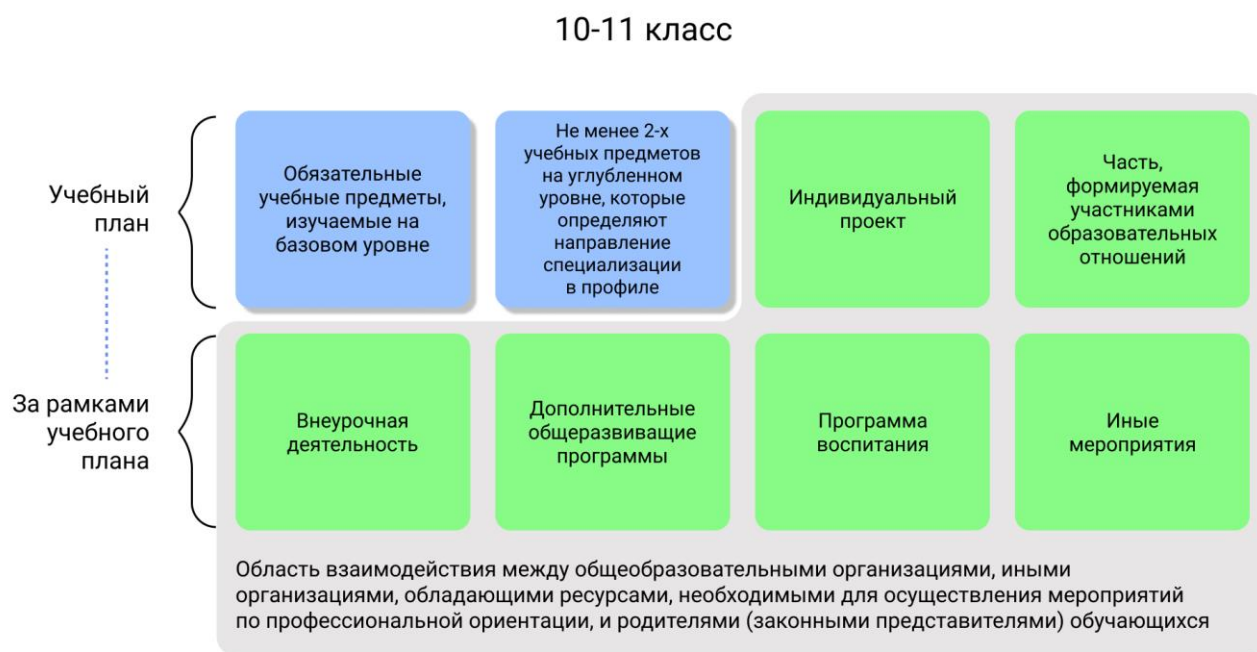 10-11 класс
Учебный
план
Обязательные
учебные предметы,
изучаемые на
базовом уровне
Не менее 2-х
учебных предметов
на углубленном
уровне, которые
определяют
направление
специализации
в профиле
Индивидуальный
проект
Часть,
формируемая
участниками
образовательных
отношений
За рамками
учебного
плана
Внеурочная
деятельность
Дополнительные
общеразвиващие
программы
Программа
воспитания
Иные
мероприятия
Область взаимодействия между общеобразовательными организациями, иными
организациями, обладающими ресурсами, необходимыми для осуществления мероприятий
по профессиональной ориентации, и родителями (законными представителями) обучающихся